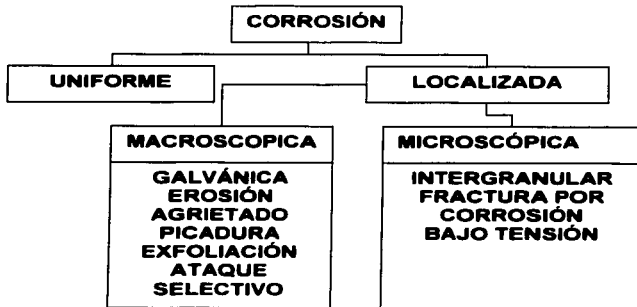 CORROSIÓN
UNIFORME
LOCALIZADA
MACROSCOPICA
GALVÁNICA
EROSIÓN
AGRIETADO
PICADURA
EXFOLIACIÓN
ATAQUE
SELECTIVO
MICROSCÓPICA
INTERGRANULAR
FRACTURA POR
CORROSIÓN
BAJO TENSIÓN